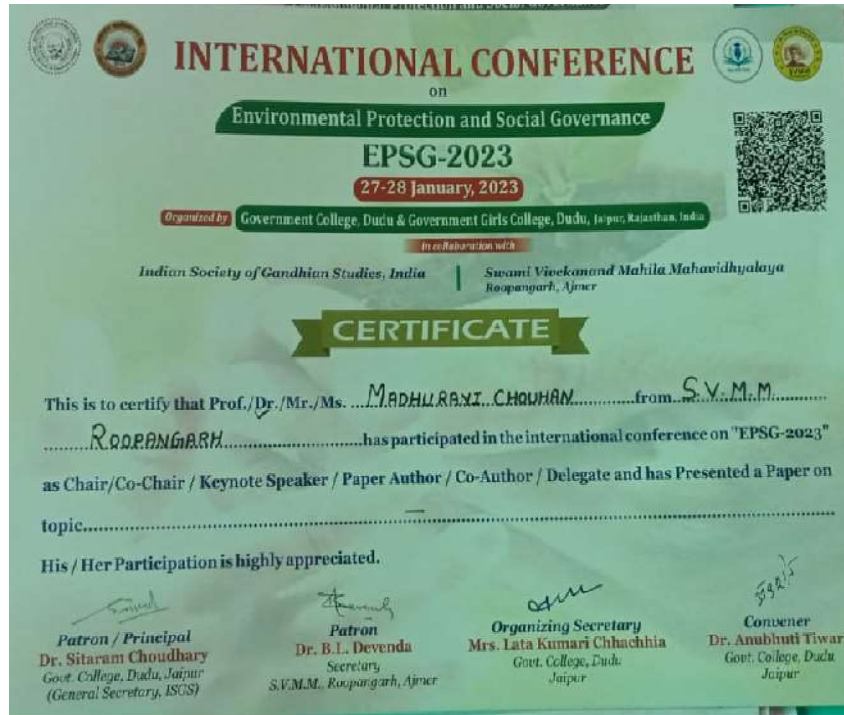 INTERNATIONAL CONFERENCE
on
Environmental Protection and Social Governance
EPSG-2023
27-28 January, 2023
Organized by Government College, Dudu & Government Girls College, Dudu, Jaipur, Rajasthan, India
In collaboration with
Indian Society of Gandhian Studies, India
Swami Vivekanand Mahila Mahavidhyalaya
Roopangarh, Ajmer
CERTIFICATE
This is to certify that Prof./Dr./Mr./Ms. ...MADHURANI CHOUHAN............from..S.V.M.M...........
.........ROOPANGARH.........................has participated in the international conference on "EPSG-2023"
as Chair/Co-Chair / Keynote Speaker / Paper Author / Co-Author / Delegate and has Presented a Paper on
topic.................................—.................................................................
His / Her Participation is highly appreciated.
Patron / Principal
Dr. Sitaram Choudhary
Govt. College, Dudu, Jaipur
(General Secretary, ISGS)
Patron
Dr. B.L. Devenda
Secretary
S.V.M.M., Roopangarh, Ajmer
Organizing Secretary
Mrs. Lata Kumari Chhachhia
Govt. College, Dudu
Jaipur
Convener
Dr. Anubhuti Tiwar
Govt. College, Dudu
Jaipur